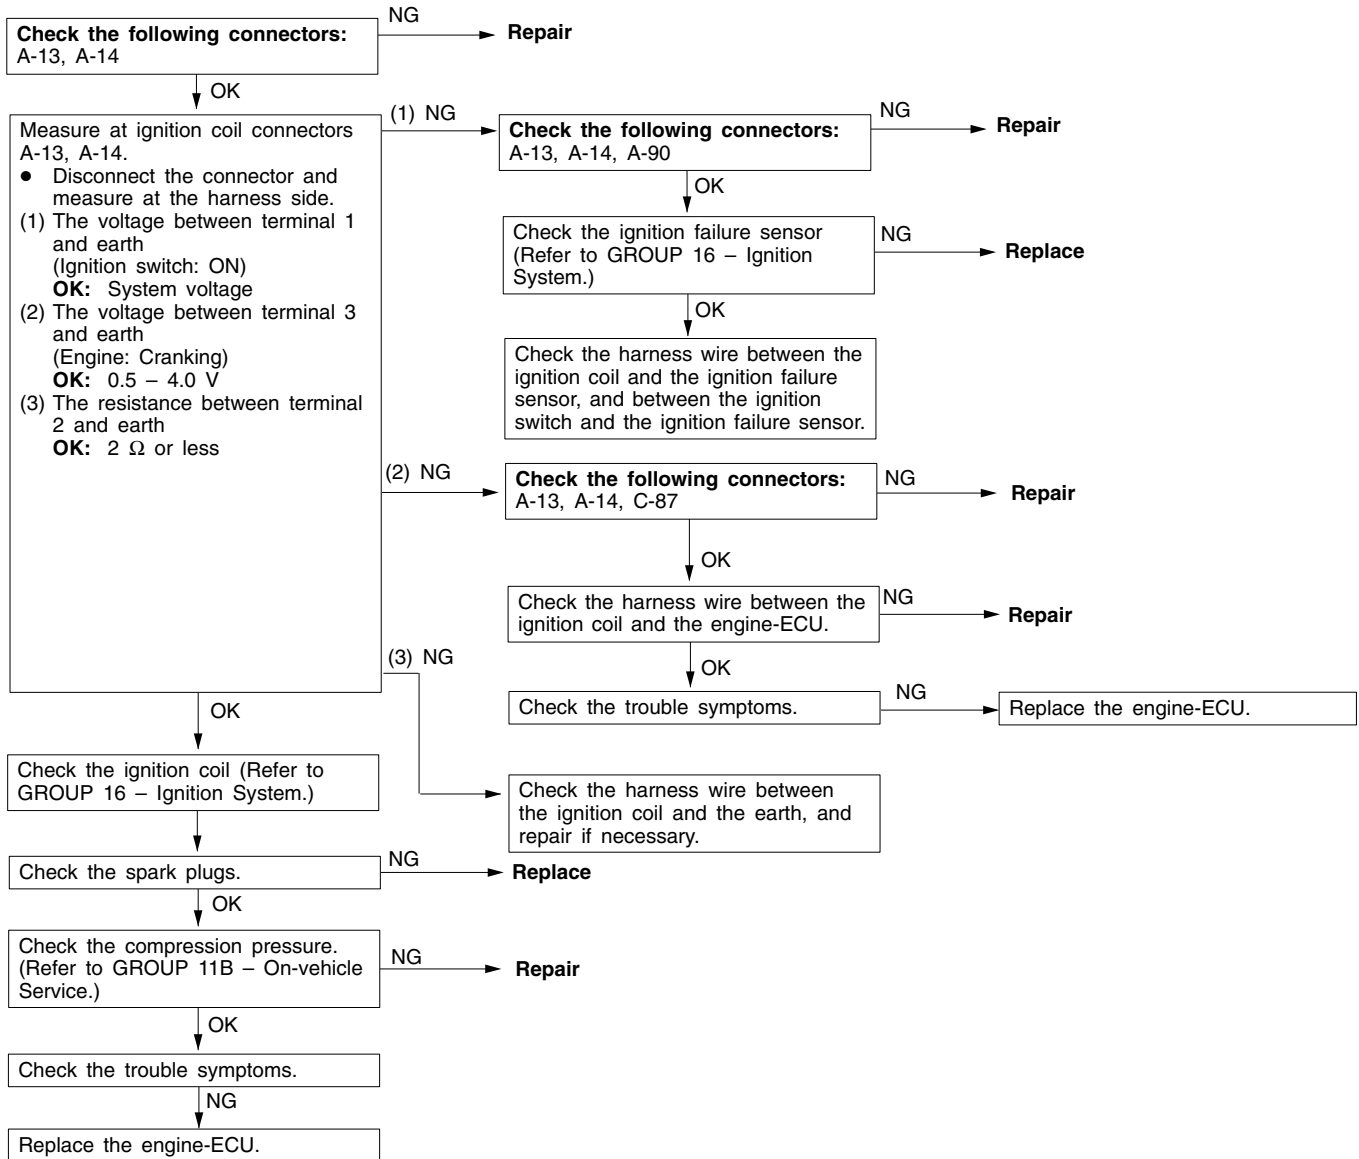 Check the following connectors:
A-13, A-14
NG
Repair
OK
Measure at ignition coil connectors
A-13, A-14.
● Disconnect the connector and
measure at the harness side.
(1) The voltage between terminal 1
and earth
(Ignition switch: ON)
OK: System voltage
(2) The voltage between terminal 3
and earth
(Engine: Cranking)
OK: 0.5 – 4.0 V
(3) The resistance between terminal
2 and earth
OK: 2 Ω or less
(1) NG
Check the following connectors:
A-13, A-14, A-90
NG
Repair
OK
Check the ignition failure sensor
(Refer to GROUP 16 – Ignition
System.)
NG
Replace
OK
Check the harness wire between the
ignition coil and the ignition failure
sensor, and between the ignition
switch and the ignition failure sensor.
(2) NG
Check the following connectors:
A-13, A-14, C-87
NG
Repair
OK
Check the harness wire between the
ignition coil and the engine-ECU.
NG
Repair
OK
Check the trouble symptoms.
NG
Replace the engine-ECU.
(3) NG
Check the harness wire between
the ignition coil and the earth, and
repair if necessary.
OK
Check the ignition coil (Refer to
GROUP 16 – Ignition System.)
Check the spark plugs.
NG
Replace
OK
Check the compression pressure.
(Refer to GROUP 11B – On-vehicle
Service.)
NG
Repair
OK
Check the trouble symptoms.
NG
Replace the engine-ECU.